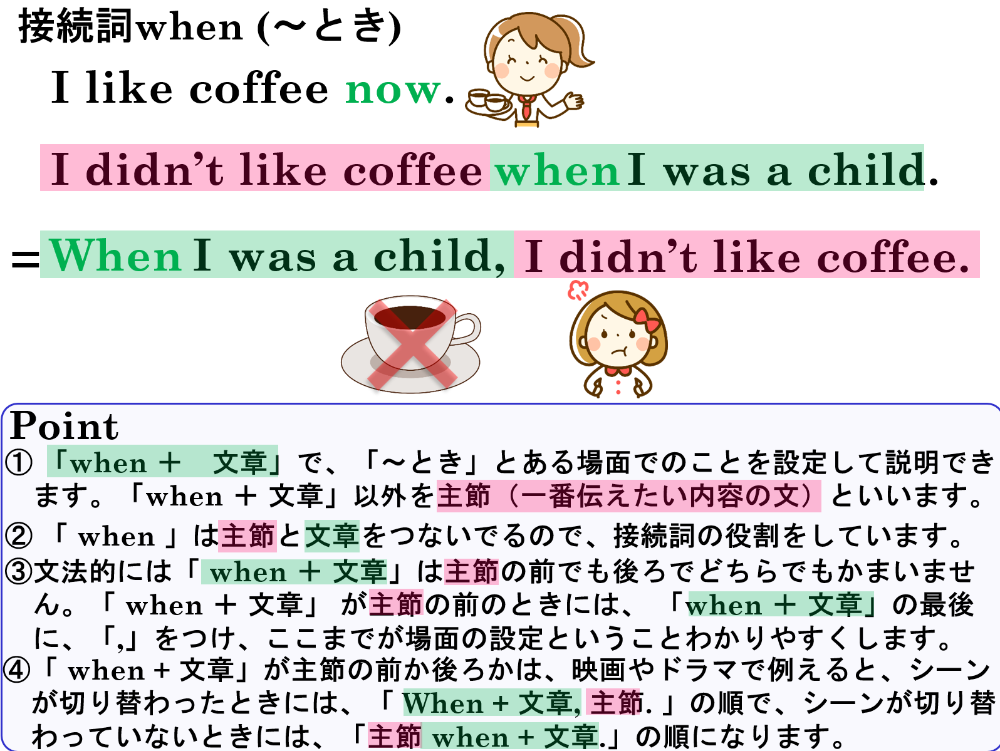 接続詞when (～とき)
I like coffee now.
I didn't like coffee when I was a child.
=When I was a child, I didn't like coffee.
Point
① 「when ＋　文章」で、「～とき」とある場面でのことを設定して説明でき
ます。「when ＋ 文章」以外を主節（一番伝えたい内容の文）といいます。
② 「 when 」は主節と文章をつないでるので、接続詞の役割をしています。
③文法的には「 when ＋ 文章」は主節の前でも後ろでどちらでもかまいませ
ん。「 when ＋ 文章」 が主節の前のときには、 「when ＋ 文章」の最後
に、「,」をつけ、ここまでが場面の設定ということわかりやすくします。
④「 when + 文章」が主節の前か後ろかは、映画やドラマで例えると、シーン
が切り替わったときには、「 When + 文章, 主節. 」の順で、シーンが切り替
わっていないときには、「主節 when + 文章.」の順になります。